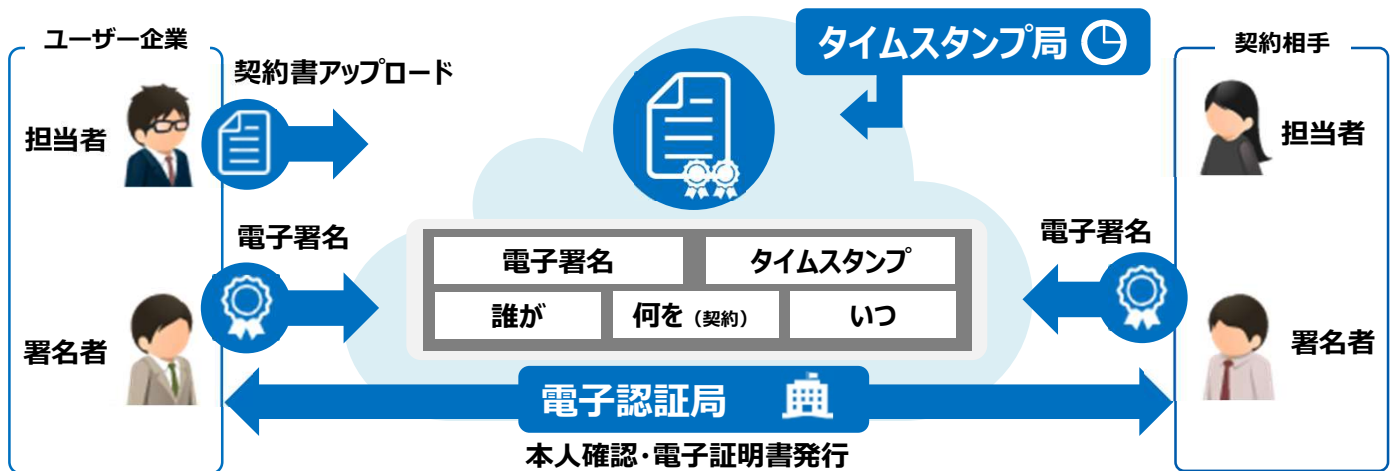 ユーザー企業
契約書アップロード
担当者
電子署名
署名者
タイムスタンプ局
電子署名
タイムスタンプ
誰が
何を（契約）
いつ
電子認証局
本人確認・電子証明書発行
契約相手
担当者
電子署名
署名者